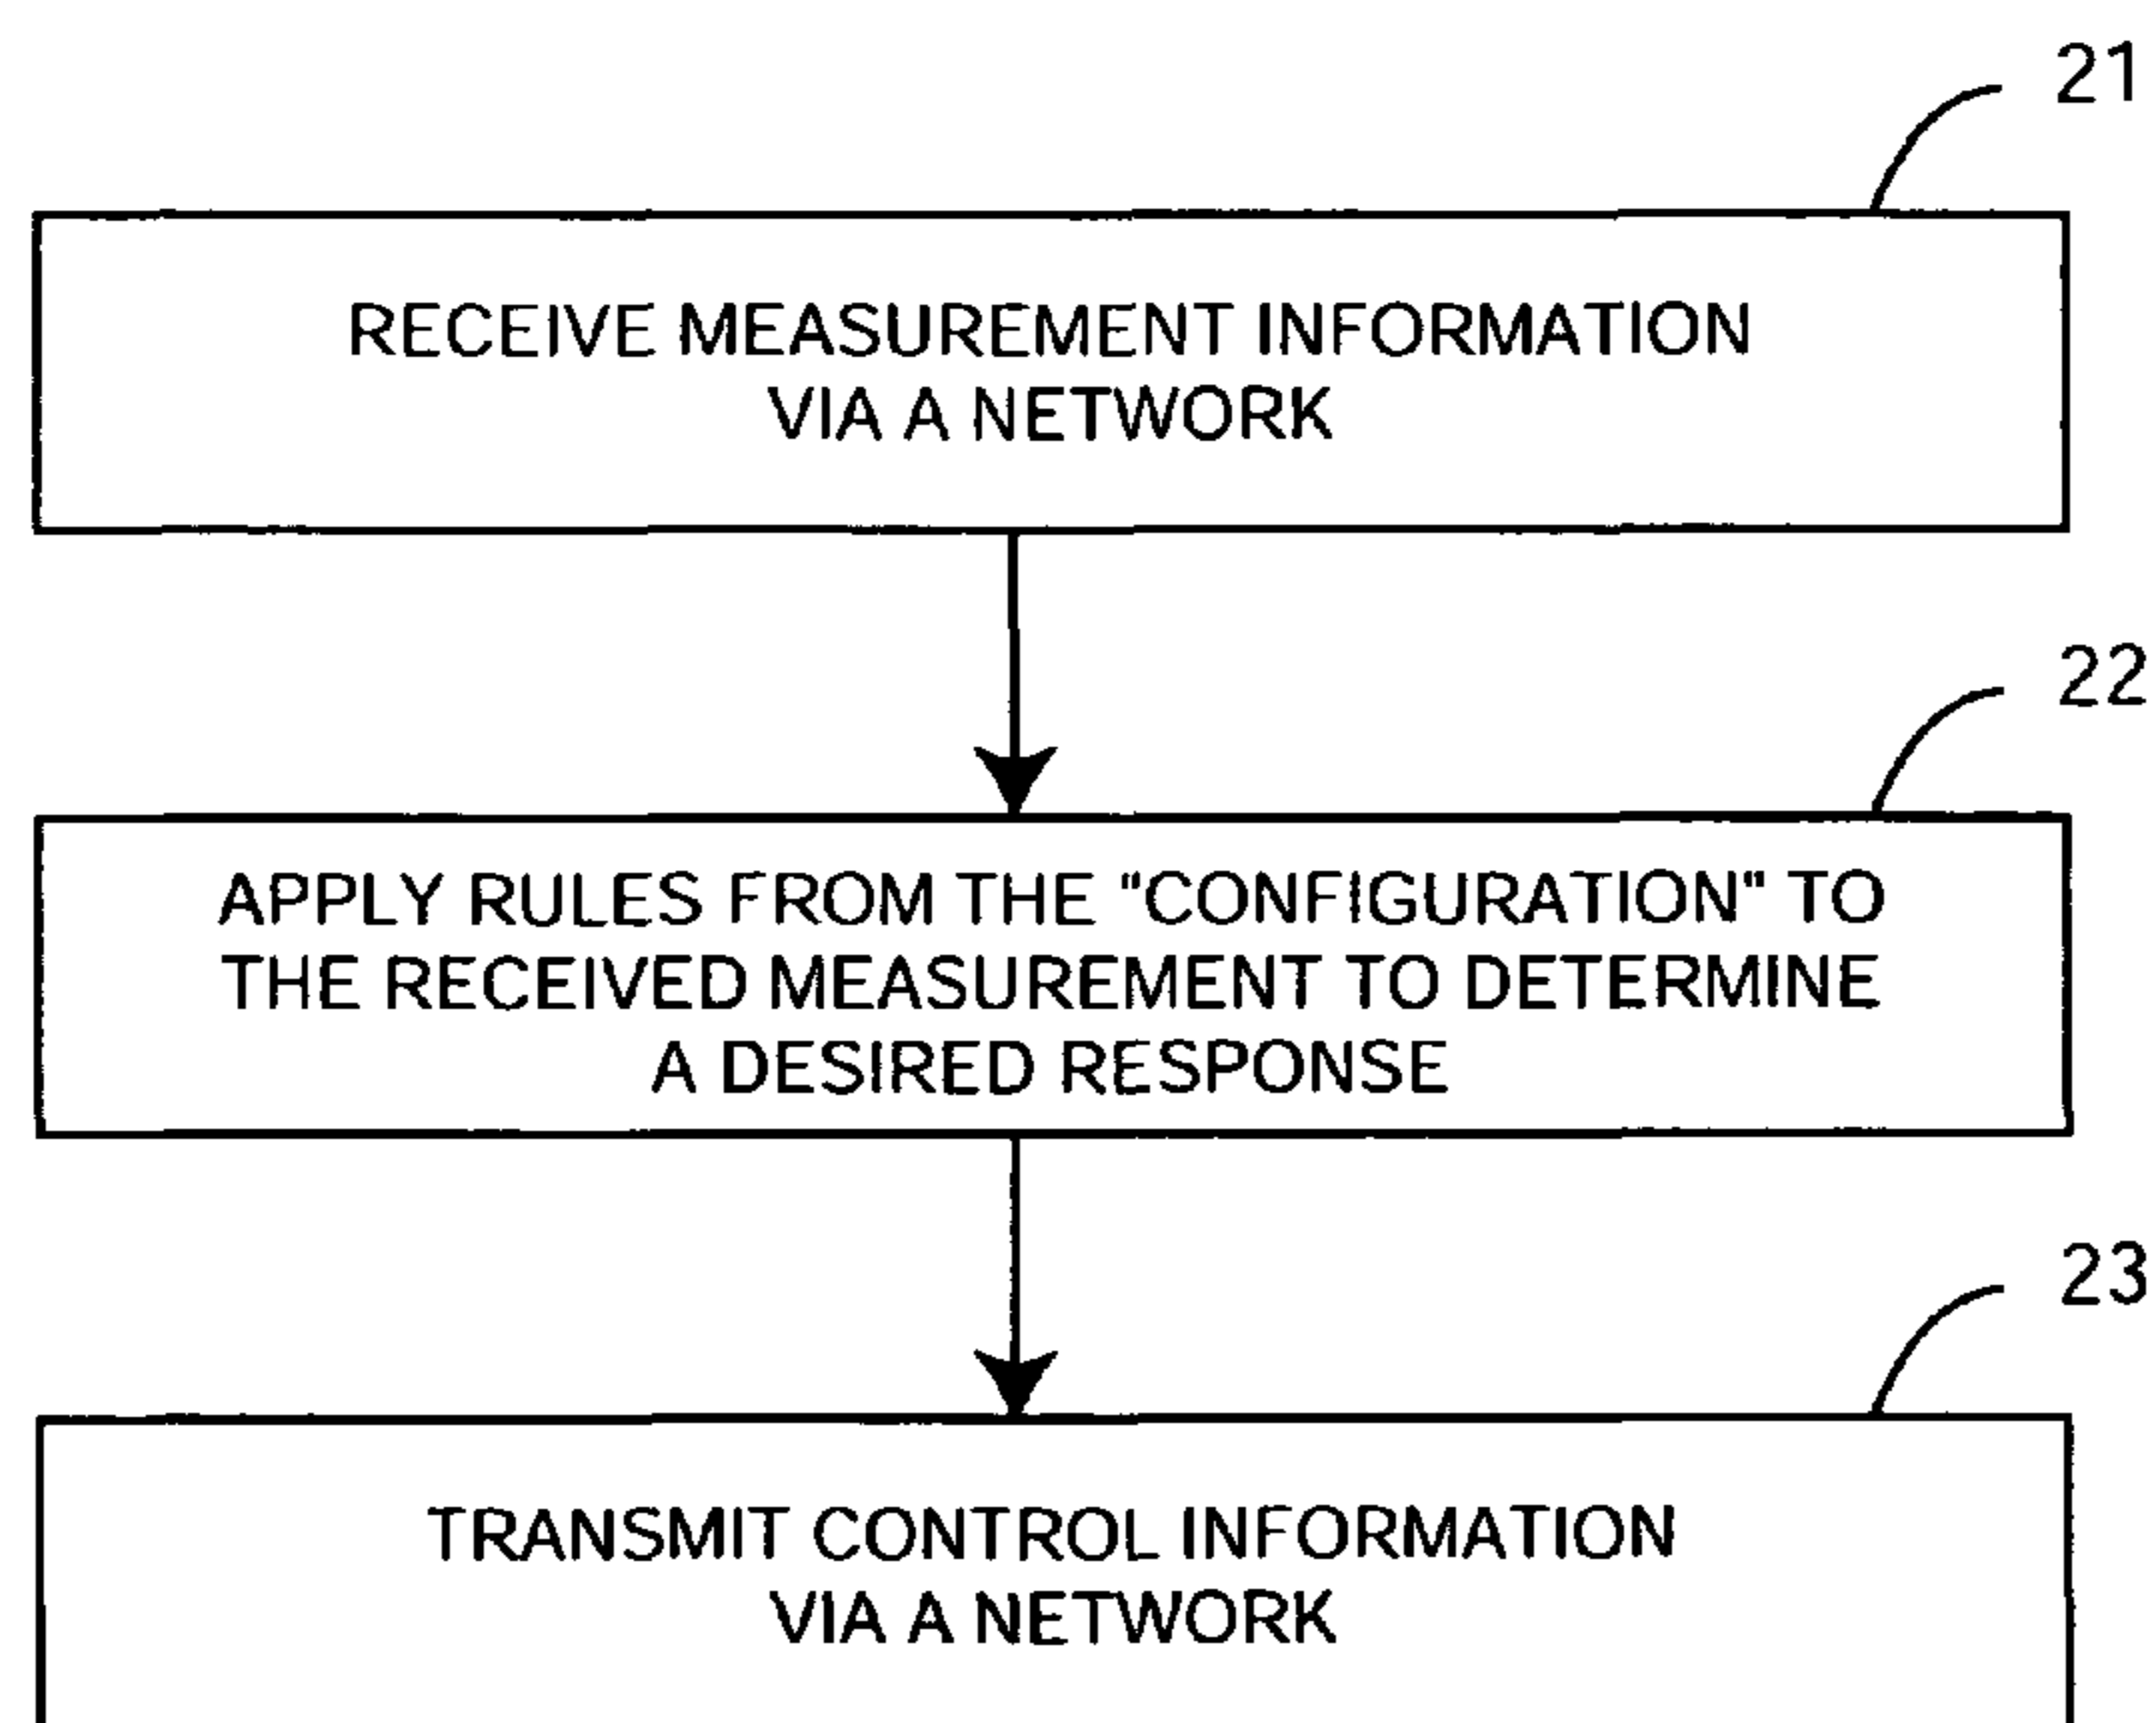 21
RECEIVE MEASUREMENT INFORMATION
VIA A NETWORK
22
APPLY RULES FROM THE "CONFIGURATION" TO
THE RECEIVED MEASUREMENT TO DETERMINE
A DESIRED RESPONSE
23
TRANSMIT CONTROL INFORMATION
VIA A NETWORK